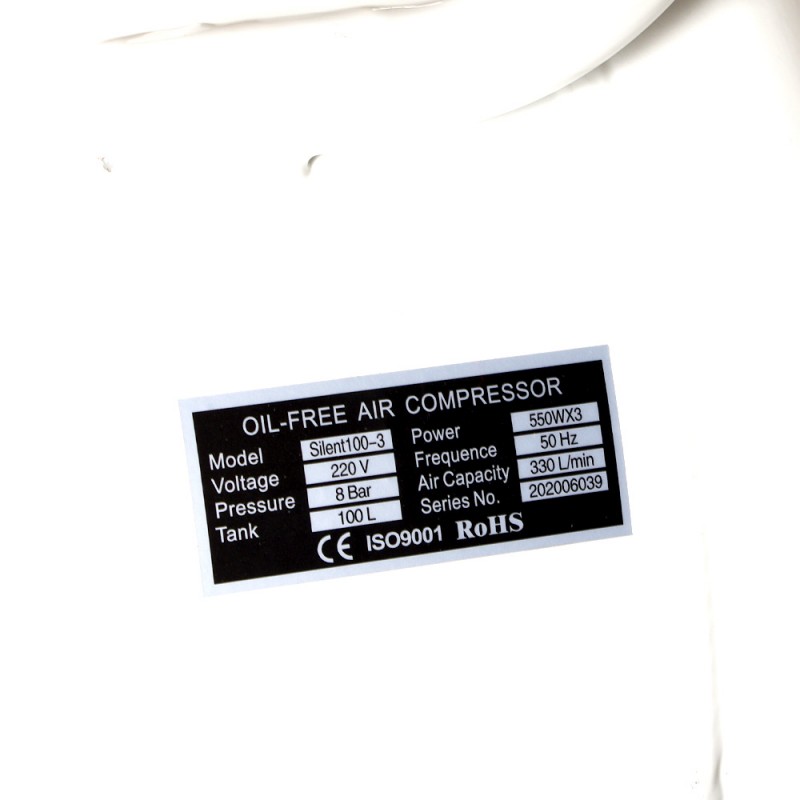 OIL-FREE AIR COMPRESSOR
Model Silent100-3 Power 550WX3
Voltage 220 V Frequence 50 Hz
Pressure 8 Bar Air Capacity 330 L/min
Tank 100 L Series No. 202006039
CE ISO9001 RoHS